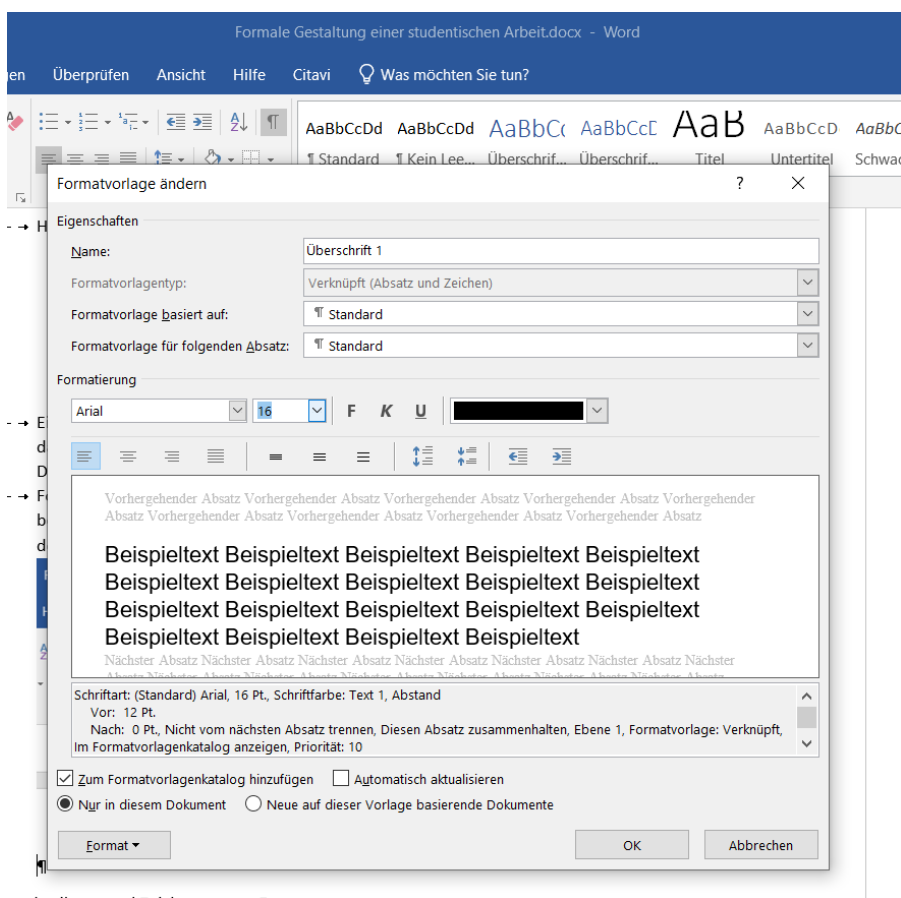 Formale Gestaltung einer studentischen Arbeit.docx - Word
en Überprüfen Ansicht Hilfe Citavi Was möchten Sie tun?
AaBbCcDd AaBbCcDd AaBbC( AaBbCcE AaB AaBbCcD AaBbC
¶ Standard ¶ Kein Lee... Überschrif... Überschrif... Titel Untertitel Schwac
Formatvorlage ändern ? ×
Eigenschaften
Name: Überschrift 1
Formatvorlagentyp: Verknüpft (Absatz und Zeichen)
Formatvorlage basiert auf: ¶ Standard
Formatvorlage für folgenden Absatz: ¶ Standard
Formatierung
Arial 16 F K U
Vorhergehender Absatz Vorhergehender Absatz Vorhergehender Absatz Vorhergehender Absatz Vorhergehender
Absatz Vorhergehender Absatz Vorhergehender Absatz Vorhergehender Absatz Vorhergehender Absatz
Beispieltext Beispieltext Beispieltext Beispieltext Beispieltext
Beispieltext Beispieltext Beispieltext Beispieltext Beispieltext
Beispieltext Beispieltext Beispieltext Beispieltext Beispieltext
Beispieltext Beispieltext Beispieltext Beispieltext
Nächster Absatz Nächster Absatz Nächster Absatz Nächster Absatz Nächster Absatz Nächster Absatz Nächster
Schriftart: (Standard) Arial, 16 Pt., Schriftfarbe: Text 1, Abstand
Vor: 12 Pt.
Nach: 0 Pt., Nicht vom nächsten Absatz trennen, Diesen Absatz zusammenhalten, Ebene 1, Formatvorlage: Verknüpft,
Im Formatvorlagenkatalog anzeigen, Priorität: 10
Zum Formatvorlagenkatalog hinzufügen Automatisch aktualisieren
Nur in diesem Dokument Neue auf dieser Vorlage basierende Dokumente
Format OK Abbrechen
¶